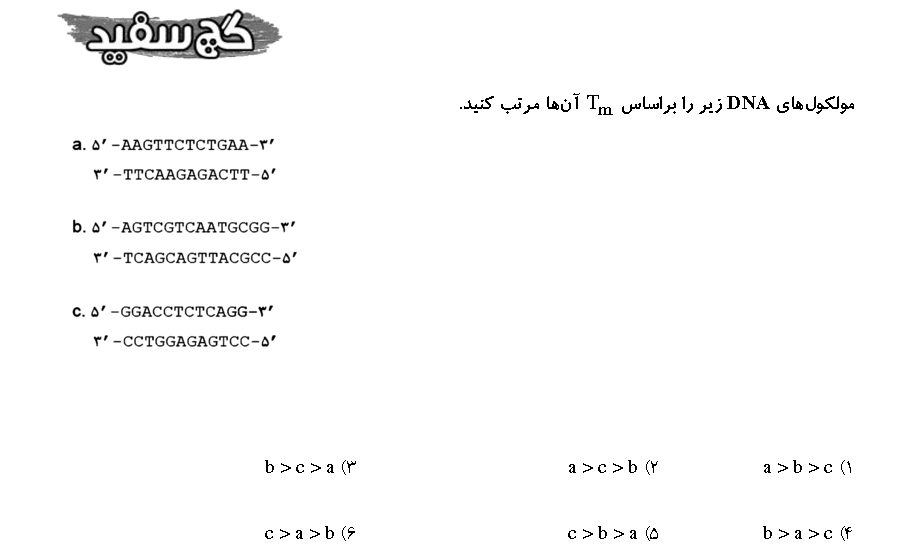 گچ سفید
مولکول‌های DNA زیر را براساس Tm آن‌ها مرتب کنید.
a. ۵′-AAGTTCTCTGAA-۳′
۳′-TTCAAGAGACTT-۵′
b. ۵′-AGTCGTCAATGCGG-۳′
۳′-TCAGCAGTTACGCC-۵′
c. ۵′-GGACCTCTCAGG-۳′
۳′-CCTGGAGAGTCC-۵′
۱) a > b > c ۲) a > c > b ۳) b > c > a
۴) b > a > c ۵) c > b > a ۶) c > a > b